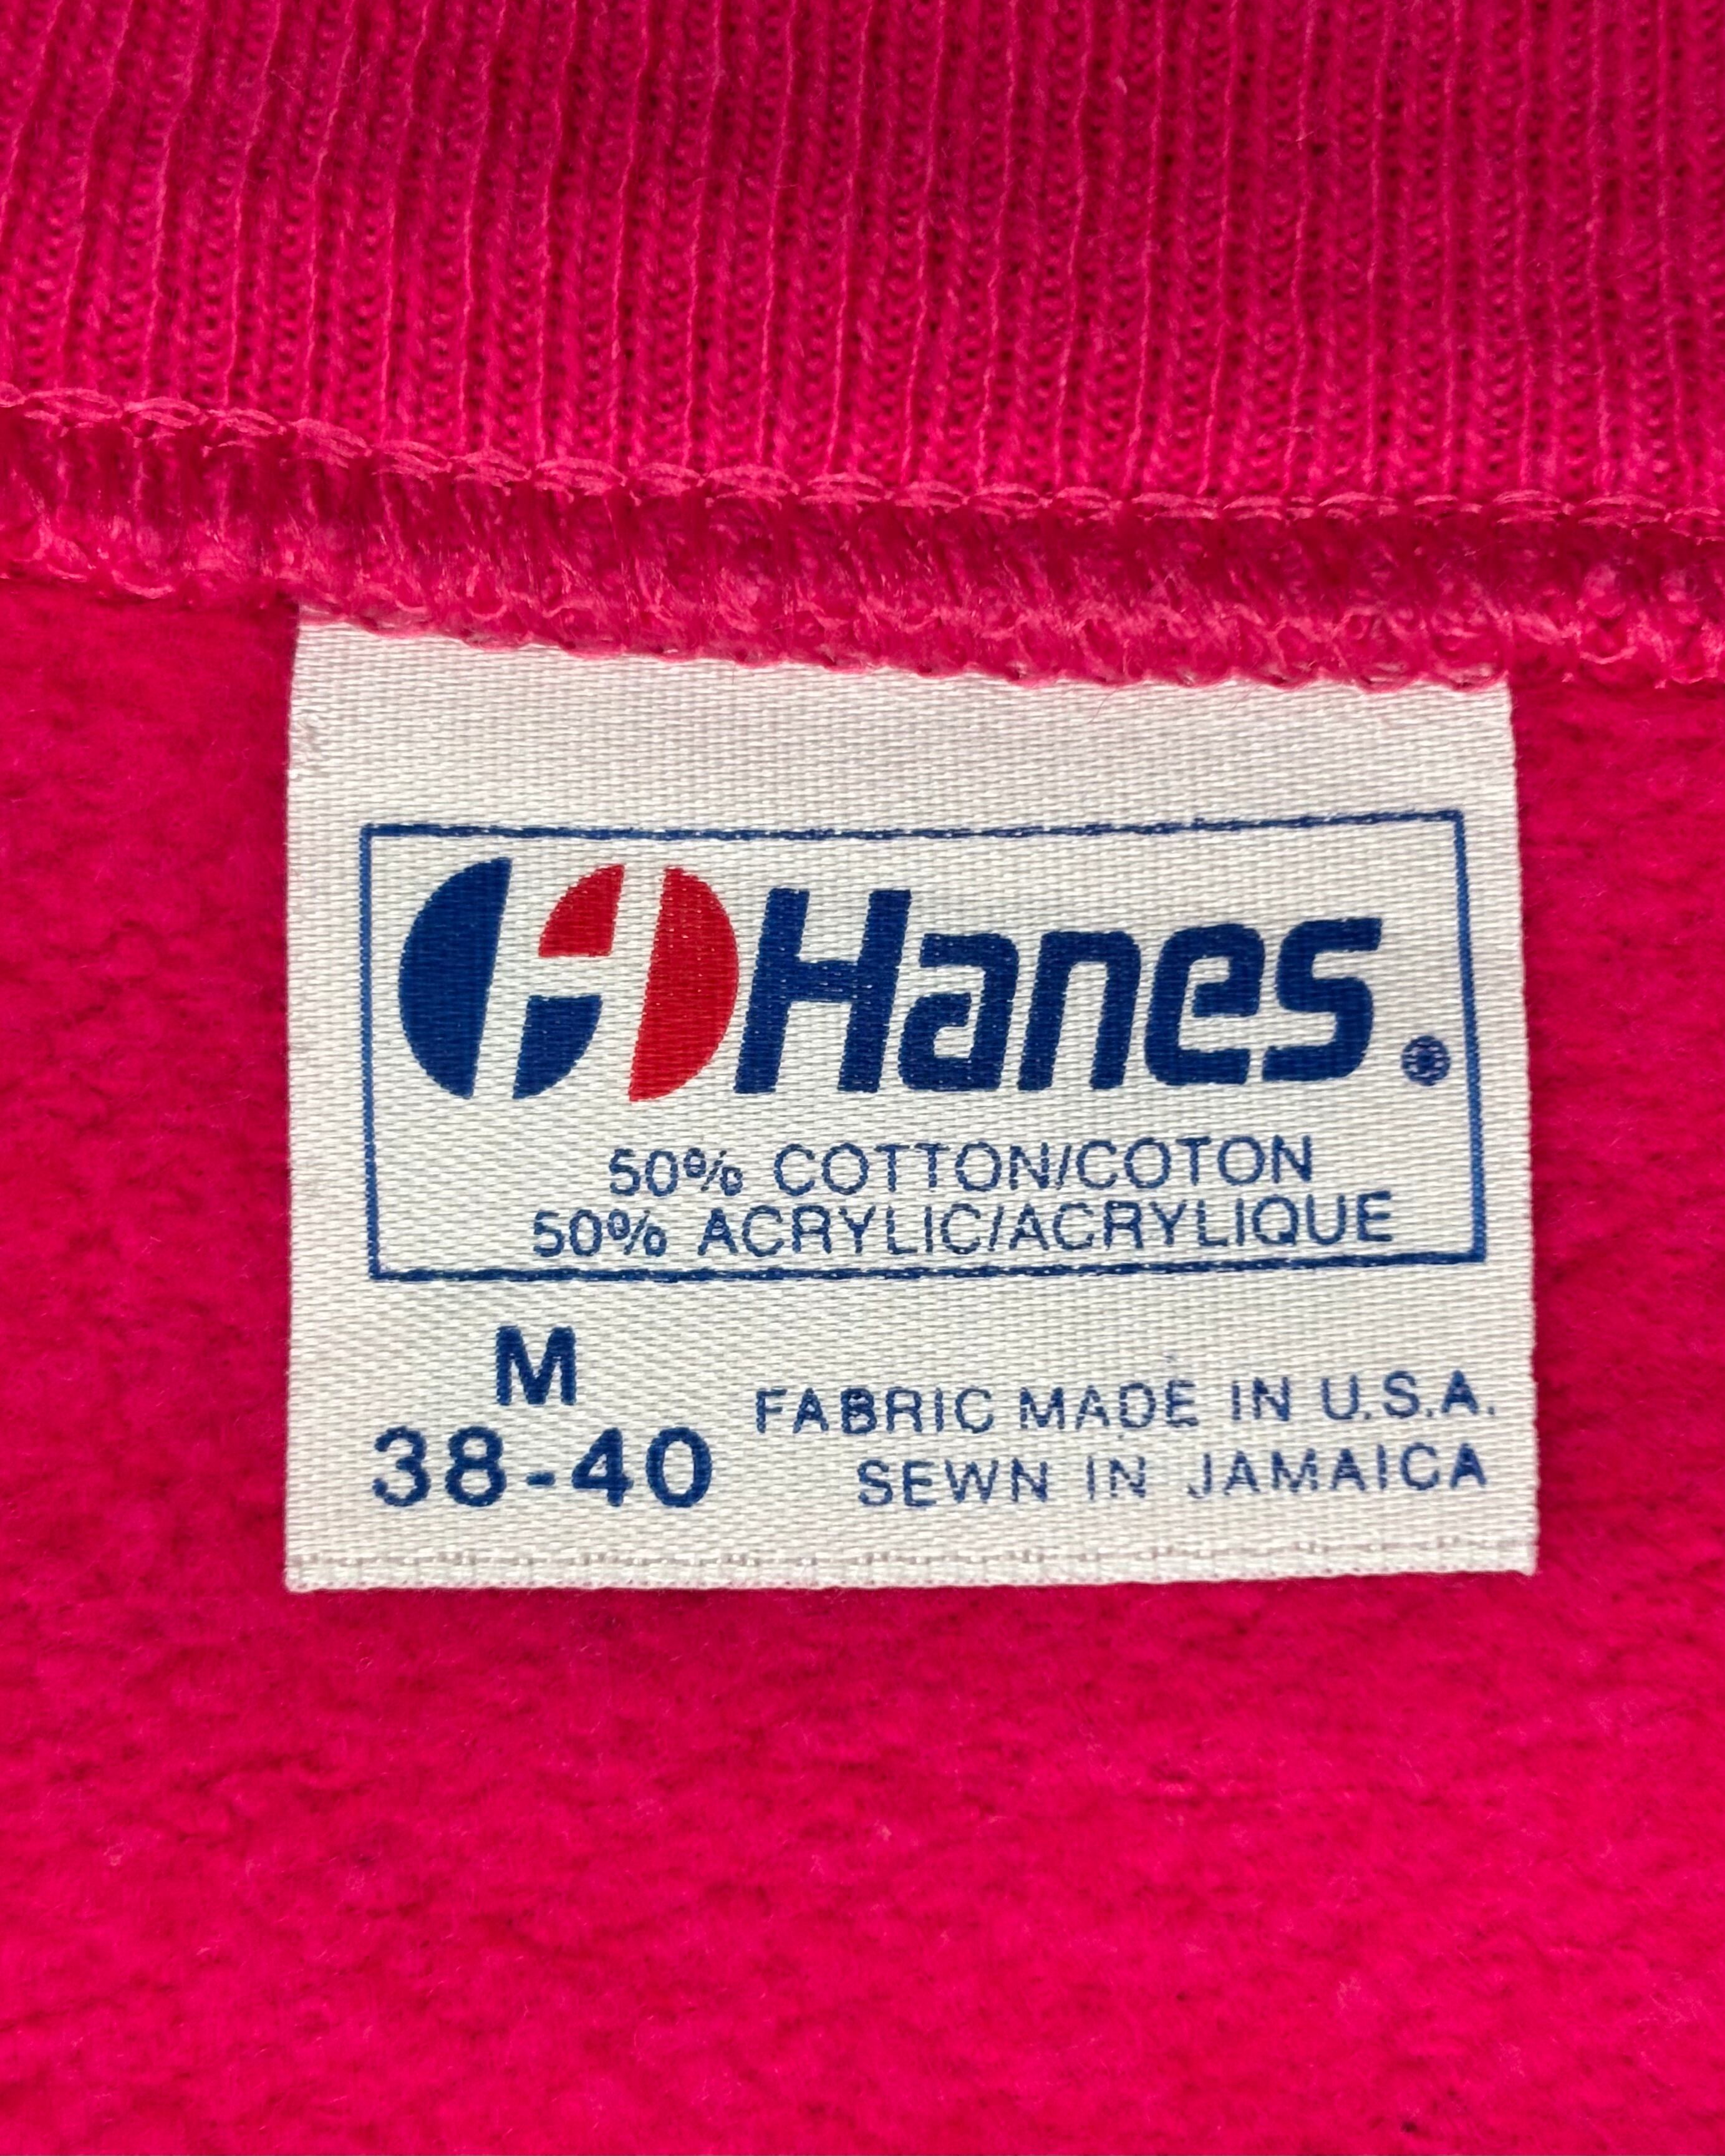 Hanes®
50% COTTON/COTON
50% ACRYLIC/ACRYLIQUE
M
38-40
FABRIC MADE IN U.S.A.
SEWN IN JAMAICA